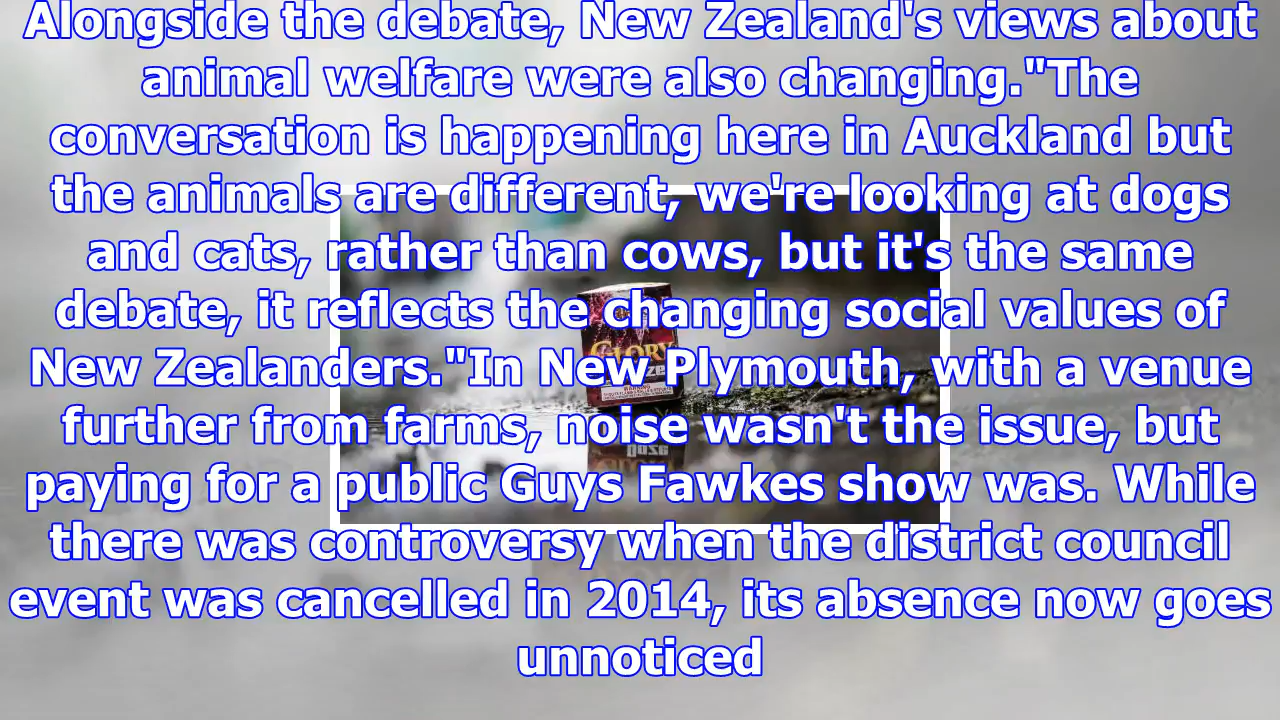 Alongside the debate, New Zealand's views about
animal welfare were also changing."The
conversation is happening here in Auckland but
the animals are different, we're looking at dogs
and cats, rather than cows, but it's the same
debate, it reflects the changing social values of
New Zealanders."In New Plymouth, with a venue
further from farms, noise wasn't the issue, but
paying for a public Guys Fawkes show was. While
there was controversy when the district council
event was cancelled in 2014, its absence now goes
unnoticed
GLORY